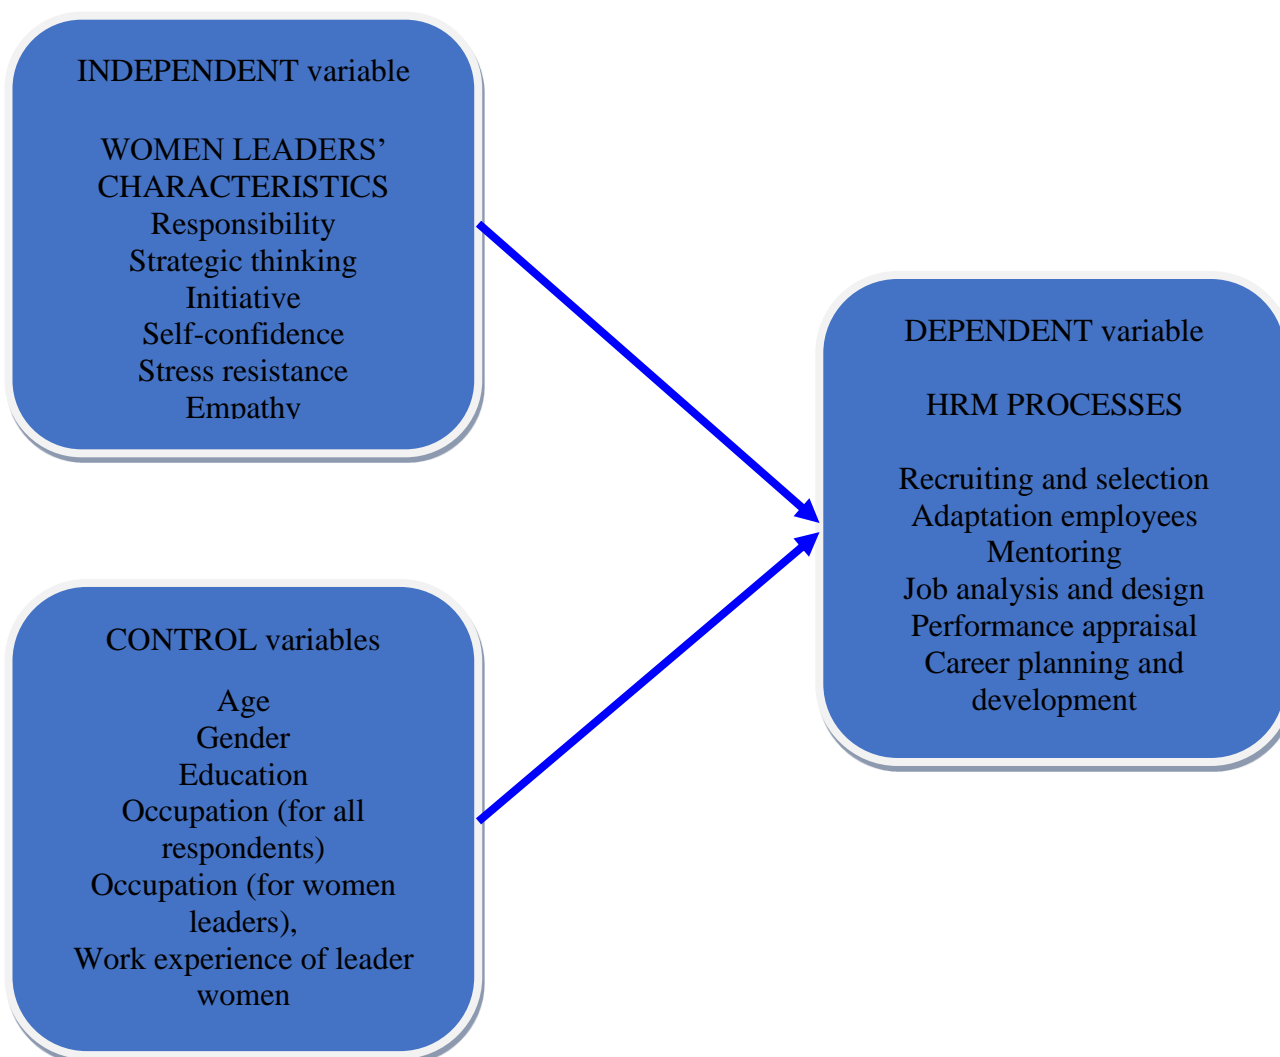 INDEPENDENT variable
WOMEN LEADERS’
CHARACTERISTICS
Responsibility
Strategic thinking
Initiative
Self-confidence
Stress resistance
Empathy
CONTROL variables
Age
Gender
Education
Occupation (for all
respondents)
Occupation (for women
leaders),
Work experience of leader
women
DEPENDENT variable
HRM PROCESSES
Recruiting and selection
Adaptation employees
Mentoring
Job analysis and design
Performance appraisal
Career planning and
development